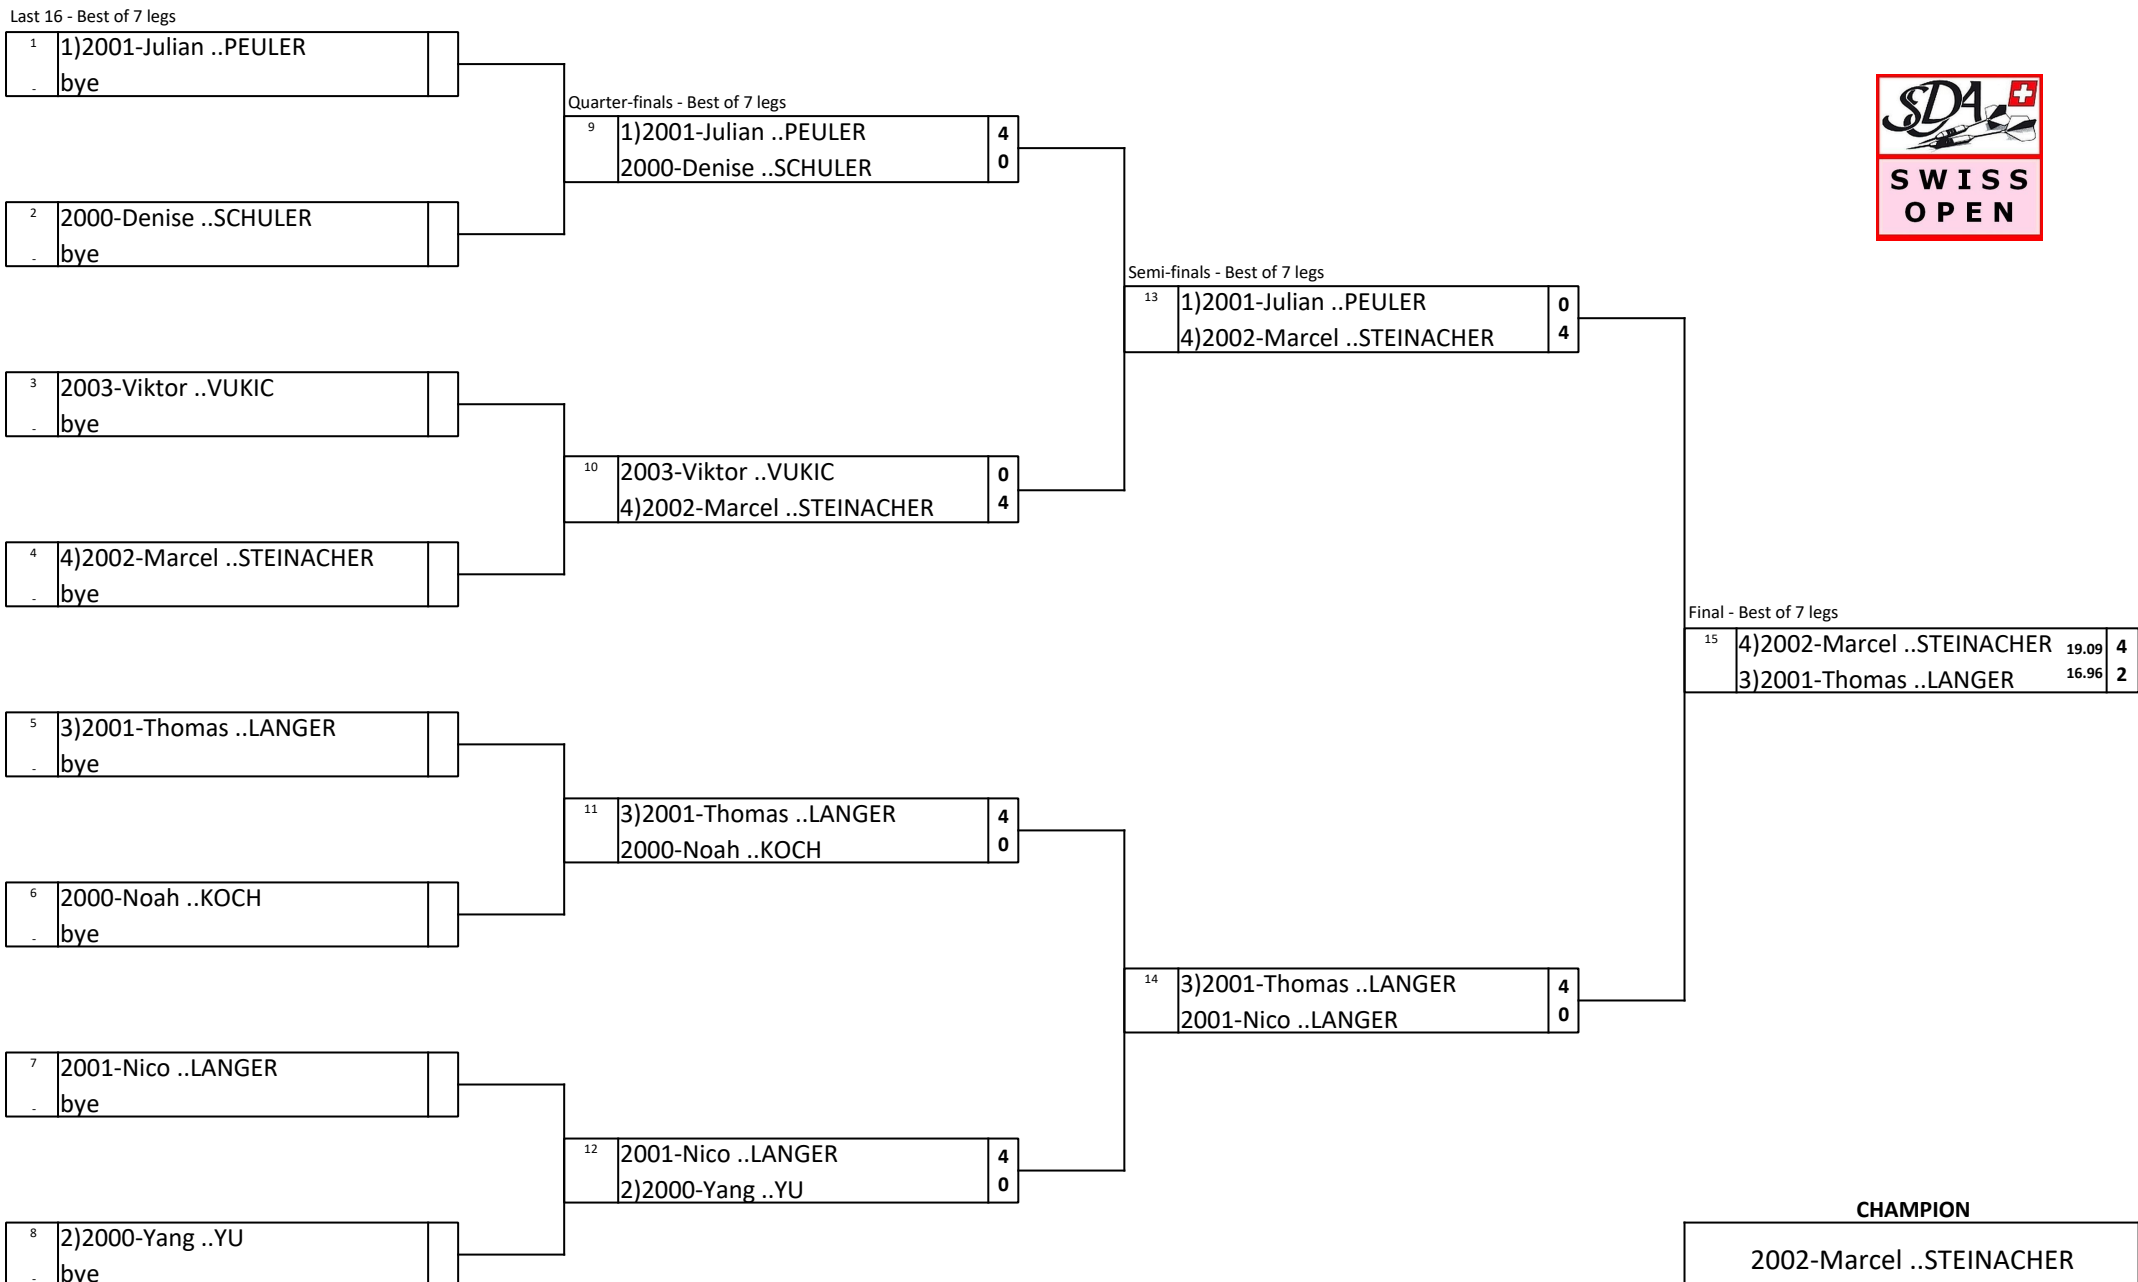 Last 16 - Best of 7 legs
1 1)2001-Julian ..PEULER
- bye
2 2000-Denise ..SCHULER
- bye
3 2003-Viktor ..VUKIC
- bye
4 4)2002-Marcel ..STEINACHER
- bye
5 3)2001-Thomas ..LANGER
- bye
6 2000-Noah ..KOCH
- bye
7 2001-Nico ..LANGER
- bye
8 2)2000-Yang ..YU
- bye
Quarter-finals - Best of 7 legs
9 1)2001-Julian ..PEULER 4
2000-Denise ..SCHULER 0
10 2003-Viktor ..VUKIC 0
4)2002-Marcel ..STEINACHER 4
11 3)2001-Thomas ..LANGER 4
2000-Noah ..KOCH 0
12 2001-Nico ..LANGER 4
2)2000-Yang ..YU 0
Semi-finals - Best of 7 legs
13 1)2001-Julian ..PEULER 0
4)2002-Marcel ..STEINACHER 4
14 3)2001-Thomas ..LANGER 4
2001-Nico ..LANGER 0
SDA
SWISS
OPEN
Final - Best of 7 legs
15 4)2002-Marcel ..STEINACHER 19.09 4
3)2001-Thomas ..LANGER 16.96 2
CHAMPION
2002-Marcel ..STEINACHER